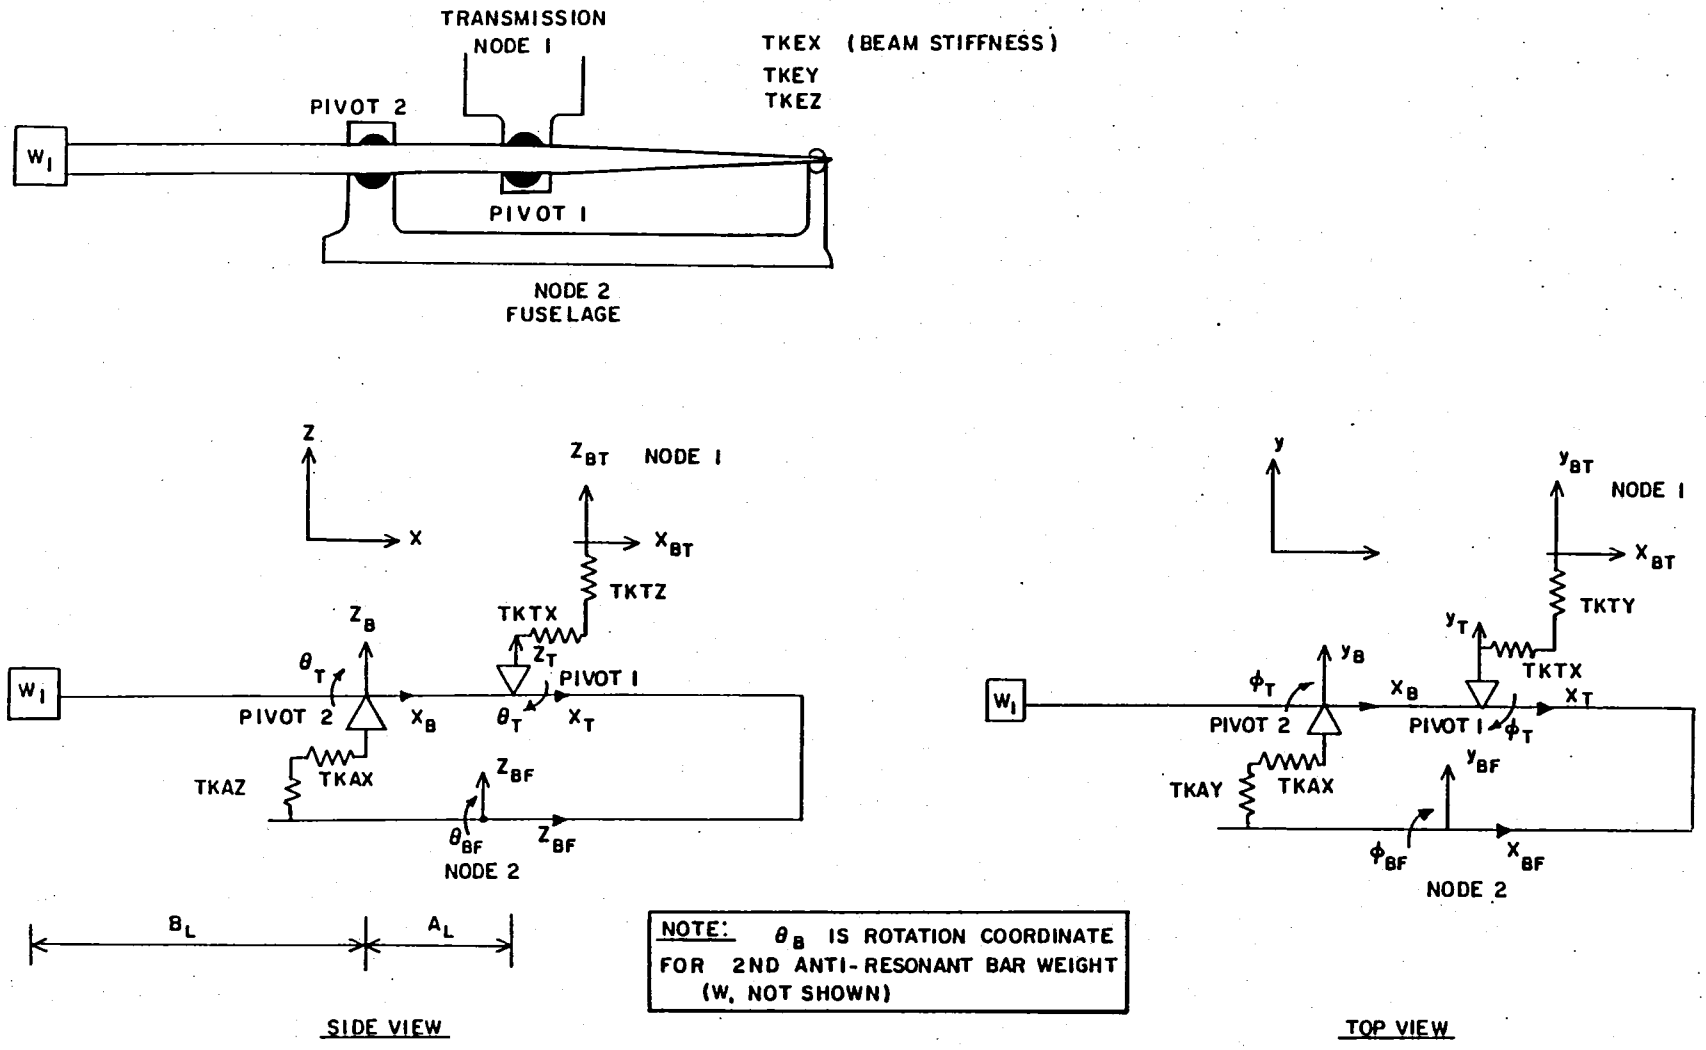 TRANSMISSION
NODE 1
TKEX (BEAM STIFFNESS)
TKEY
TKEZ
PIVOT 2
W1
PIVOT 1
NODE 2
FUSELAGE
Z
X
ZBT NODE 1
XBT
TKTZ
TKTX
ZB
ZT
θT
PIVOT 1
W1
PIVOT 2
XB
θT
XT
TKAX
TKAZ
ZBF
θBF
ZBF
NODE 2
BL
AL
SIDE VIEW
NOTE: θB IS ROTATION COORDINATE
FOR 2ND ANTI-RESONANT BAR WEIGHT
(W, NOT SHOWN)
y
yBT
NODE 1
XBT
TKTY
yT
TKTX
yB
ϕT
XB
XT
W1
PIVOT 2
PIVOT 1
ϕT
TKAX
TKAY
yBF
ϕBF
XBF
NODE 2
TOP VIEW